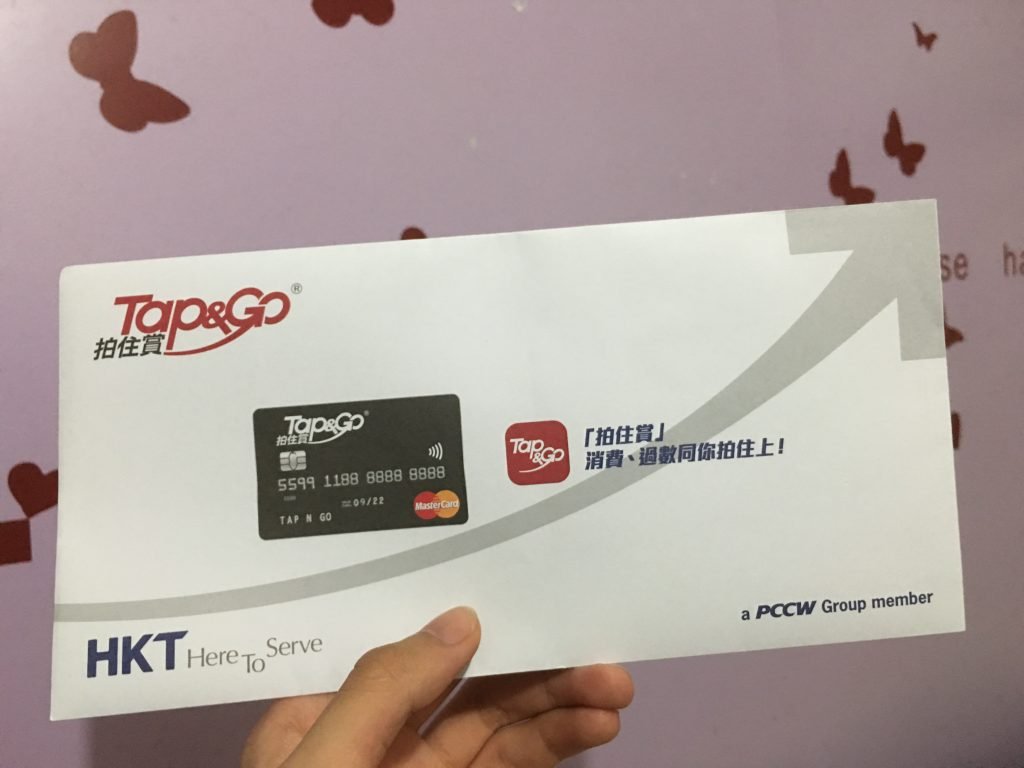 Tap&Go®
拍住賞
Tap&Go®
拍住賞
5599 1188 8888 8888
09/22
TAP N GO
MasterCard
Tap
&Go
「拍住賞」
消費、過數同你拍住上！
HKT Here To Serve
a PCCW Group member
se ha